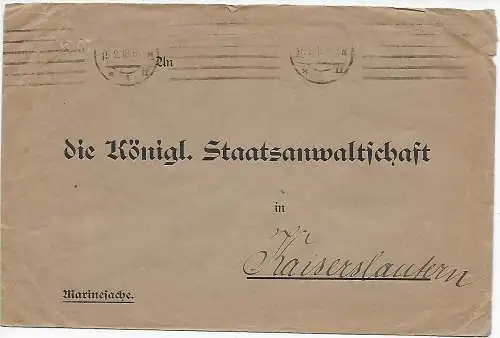 An
die Königl. Staatsanwaltschaft
in
Kaiserslautern
Marinesache.